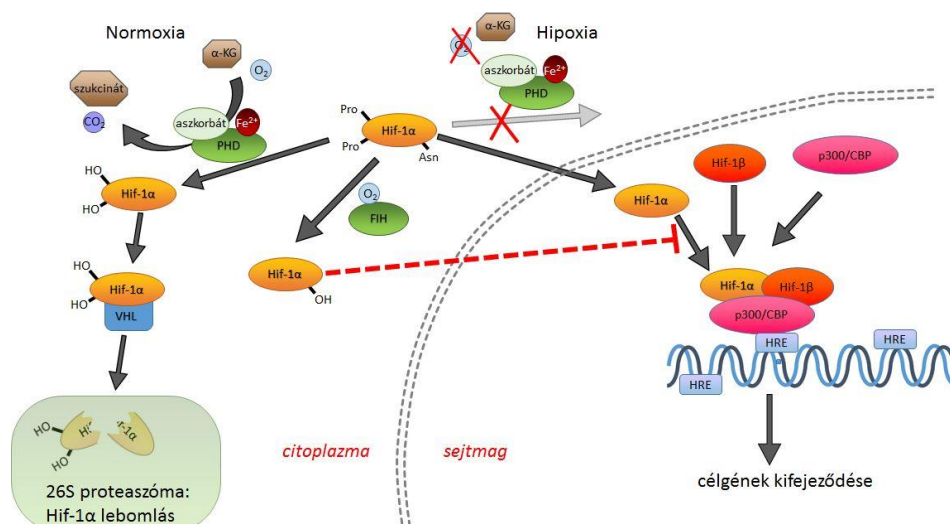 Normoxia
α-KG
O2
szukcinát
CO2
aszkorbát
Fe2+
PHD
HO
HO
Hif-1α
HO
HO
Hif-1α
VHL
HO
HO
26S proteaszóma:
Hif-1α lebomlás
Hipoxia
α-KG
O2
aszkorbát
Fe2+
PHD
Pro
Pro
Hif-1α
Asn
O2
FIH
Hif-1α
OH
citoplazma
sejtmag
Hif-1α
Hif-1β
p300/CBP
Hif-1α
Hif-1β
p300/CBP
HRE
HRE
HRE
célgének kifejeződése